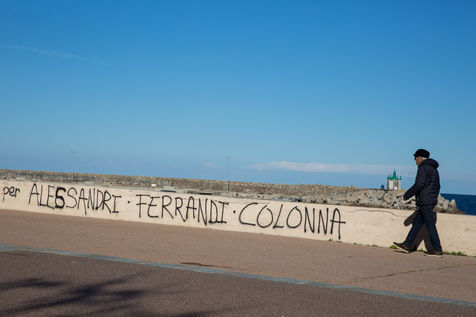 per ALESSANDRI · FERRANDI · COLONNA